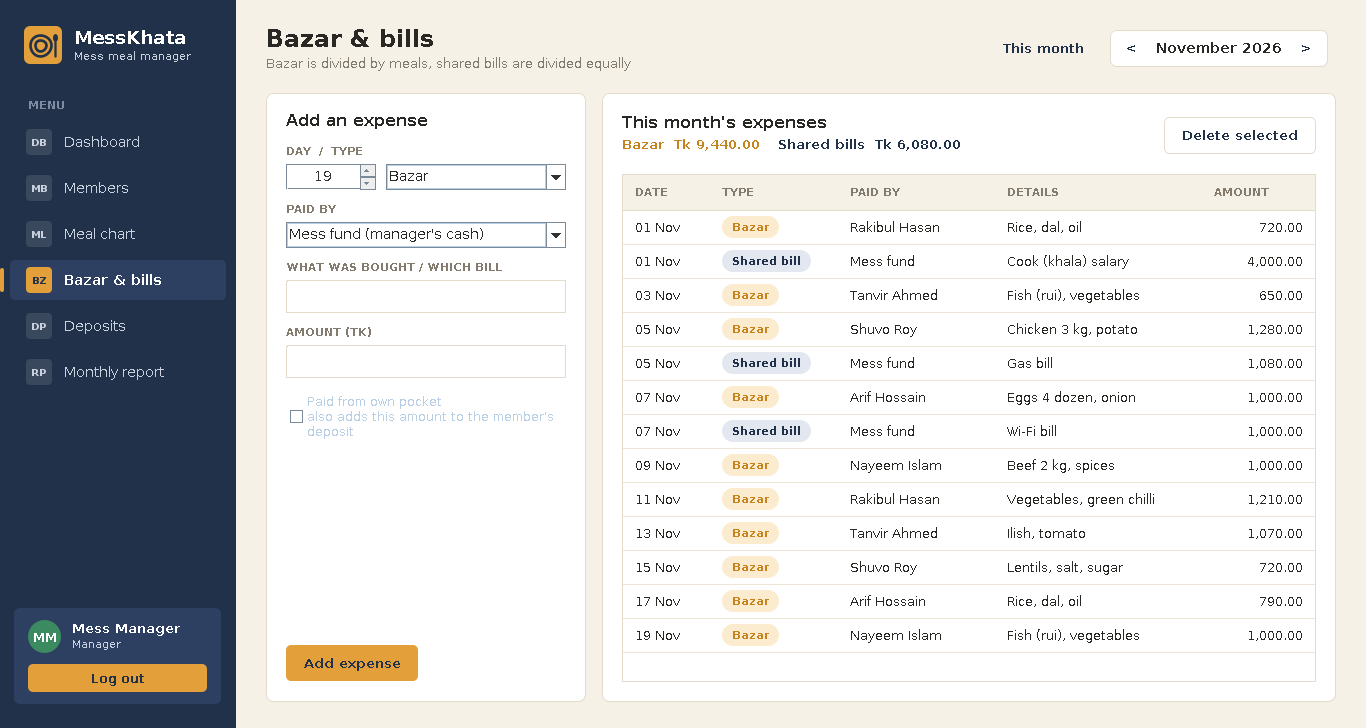 MessKhata
Mess meal manager
MENU
DB Dashboard
MB Members
ML Meal chart
BZ Bazar & bills
DP Deposits
RP Monthly report
MM Mess Manager
Manager
Log out
Bazar & bills
Bazar is divided by meals, shared bills are divided equally
This month < November 2026 >
Add an expense
DAY / TYPE
19 Bazar
PAID BY
Mess fund (manager's cash)
WHAT WAS BOUGHT / WHICH BILL
AMOUNT (TK)
Paid from own pocket
also adds this amount to the member's
deposit
Add expense
This month's expenses
Bazar Tk 9,440.00 Shared bills Tk 6,080.00
Delete selected
DATE TYPE PAID BY DETAILS AMOUNT
01 Nov Bazar Rakibul Hasan Rice, dal, oil 720.00
01 Nov Shared bill Mess fund Cook (khala) salary 4,000.00
03 Nov Bazar Tanvir Ahmed Fish (rui), vegetables 650.00
05 Nov Bazar Shuvo Roy Chicken 3 kg, potato 1,280.00
05 Nov Shared bill Mess fund Gas bill 1,080.00
07 Nov Bazar Arif Hossain Eggs 4 dozen, onion 1,000.00
07 Nov Shared bill Mess fund Wi-Fi bill 1,000.00
09 Nov Bazar Nayeem Islam Beef 2 kg, spices 1,000.00
11 Nov Bazar Rakibul Hasan Vegetables, green chilli 1,210.00
13 Nov Bazar Tanvir Ahmed Ilish, tomato 1,070.00
15 Nov Bazar Shuvo Roy Lentils, salt, sugar 720.00
17 Nov Bazar Arif Hossain Rice, dal, oil 790.00
19 Nov Bazar Nayeem Islam Fish (rui), vegetables 1,000.00